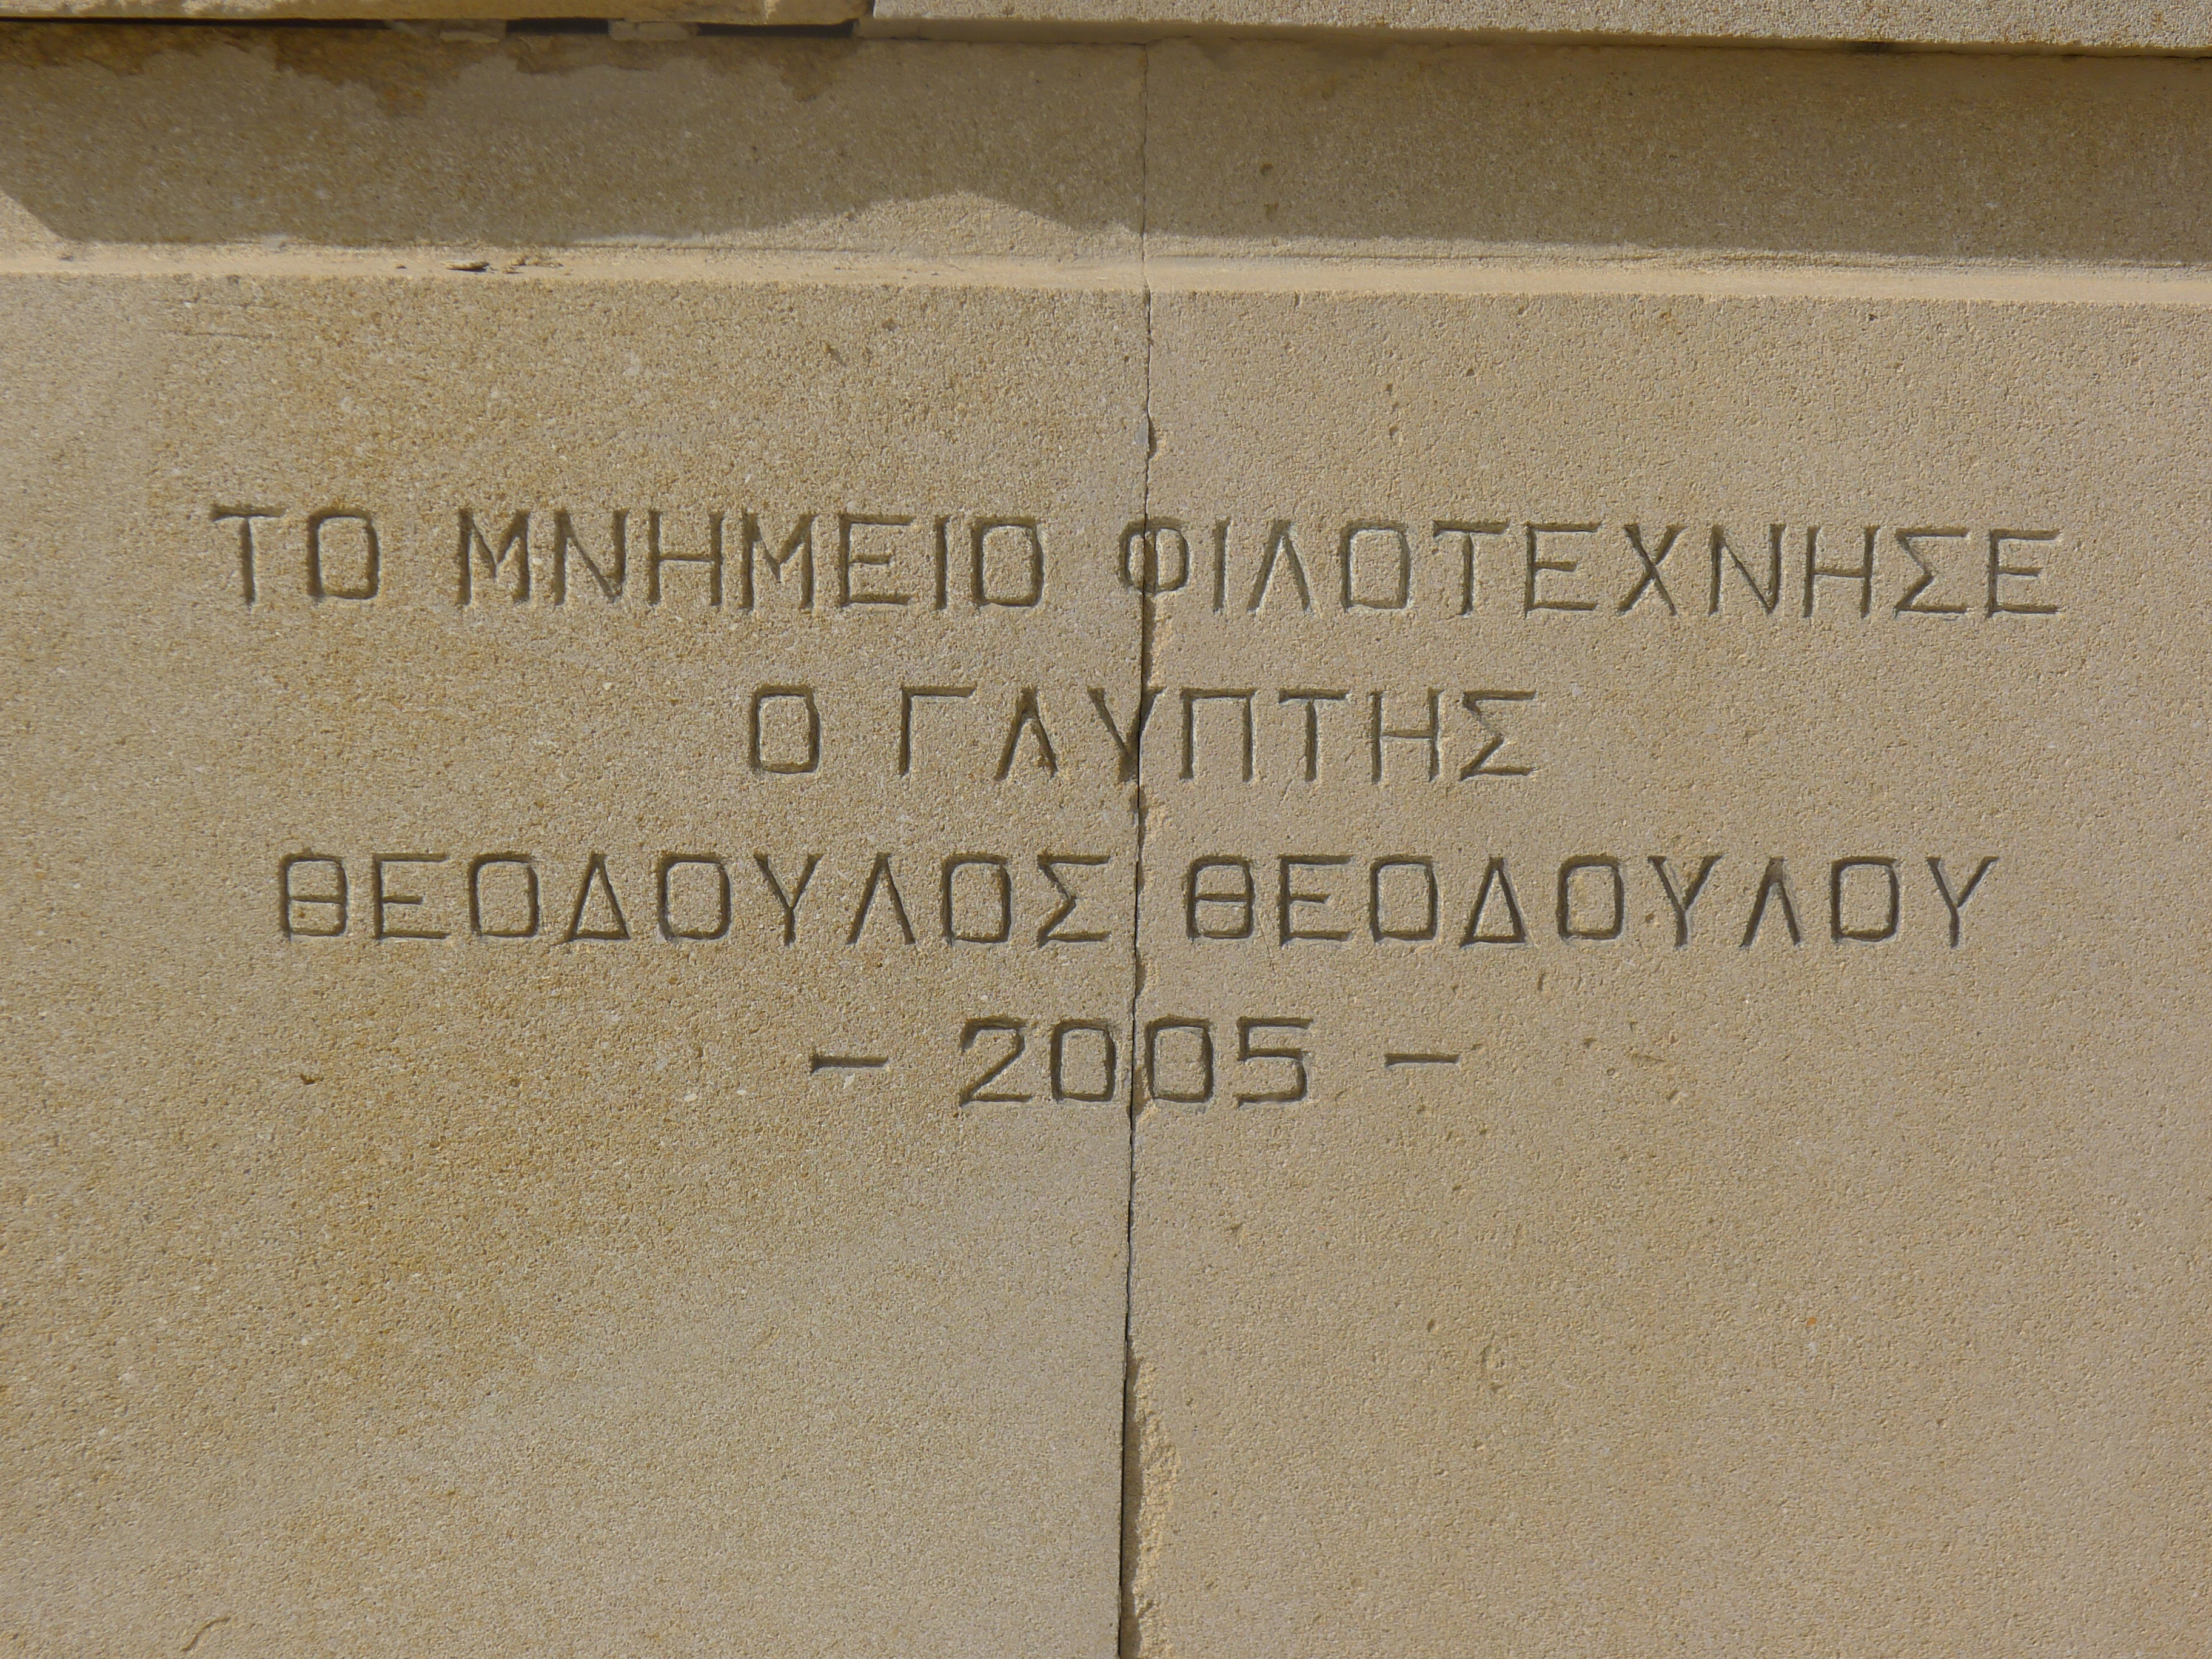 ΤΟ ΜΝΗΜΕΙΟ ΦΙΛΟΤΕΧΝΗΣΕ
Ο ΓΛΥΠΤΗΣ
ΘΕΟΔΟΥΛΟΣ ΘΕΟΔΟΥΛΟΥ
- 2005 -